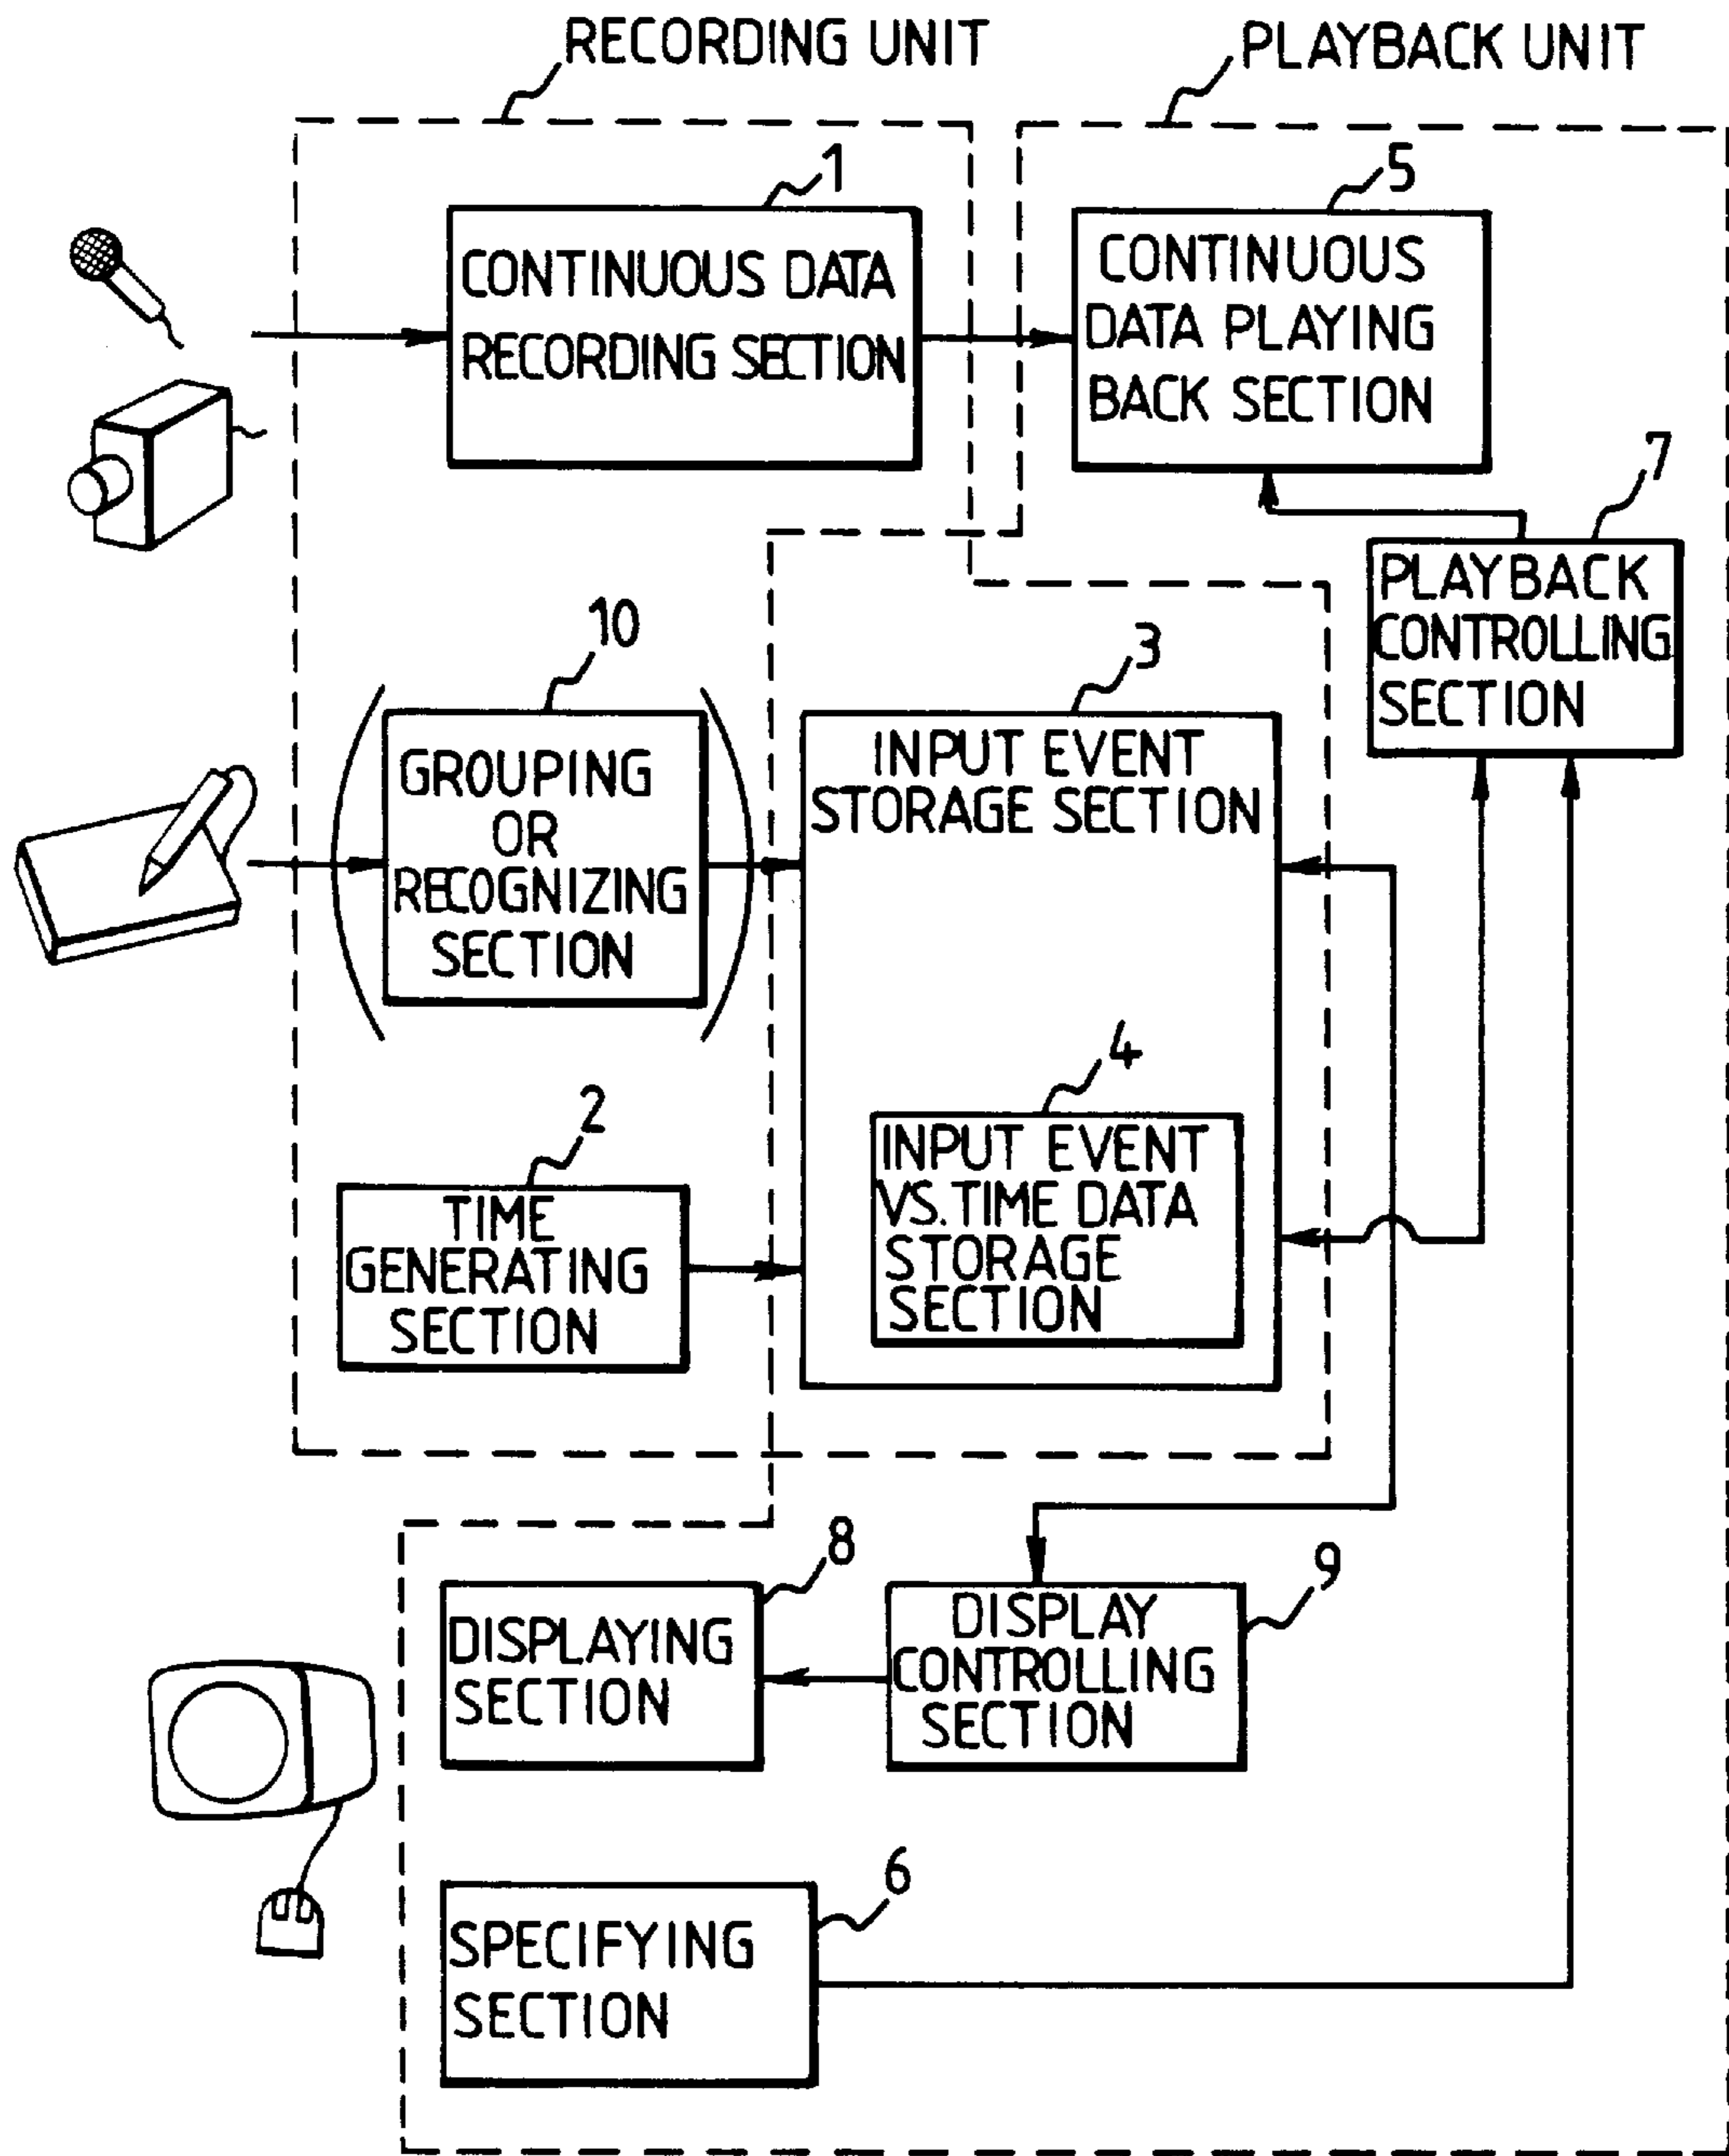 RECORDING UNIT
PLAYBACK UNIT
1
CONTINUOUS DATA
RECORDING SECTION
5
CONTINUOUS
DATA PLAYING
BACK SECTION
7
PLAYBACK
CONTROLLING
SECTION
10
GROUPING
OR
RECOGNIZING
SECTION
3
INPUT EVENT
STORAGE SECTION
4
INPUT EVENT
VS. TIME DATA
STORAGE
SECTION
2
TIME
GENERATING
SECTION
8
DISPLAYING
SECTION
9
DISPLAY
CONTROLLING
SECTION
6
SPECIFYING
SECTION